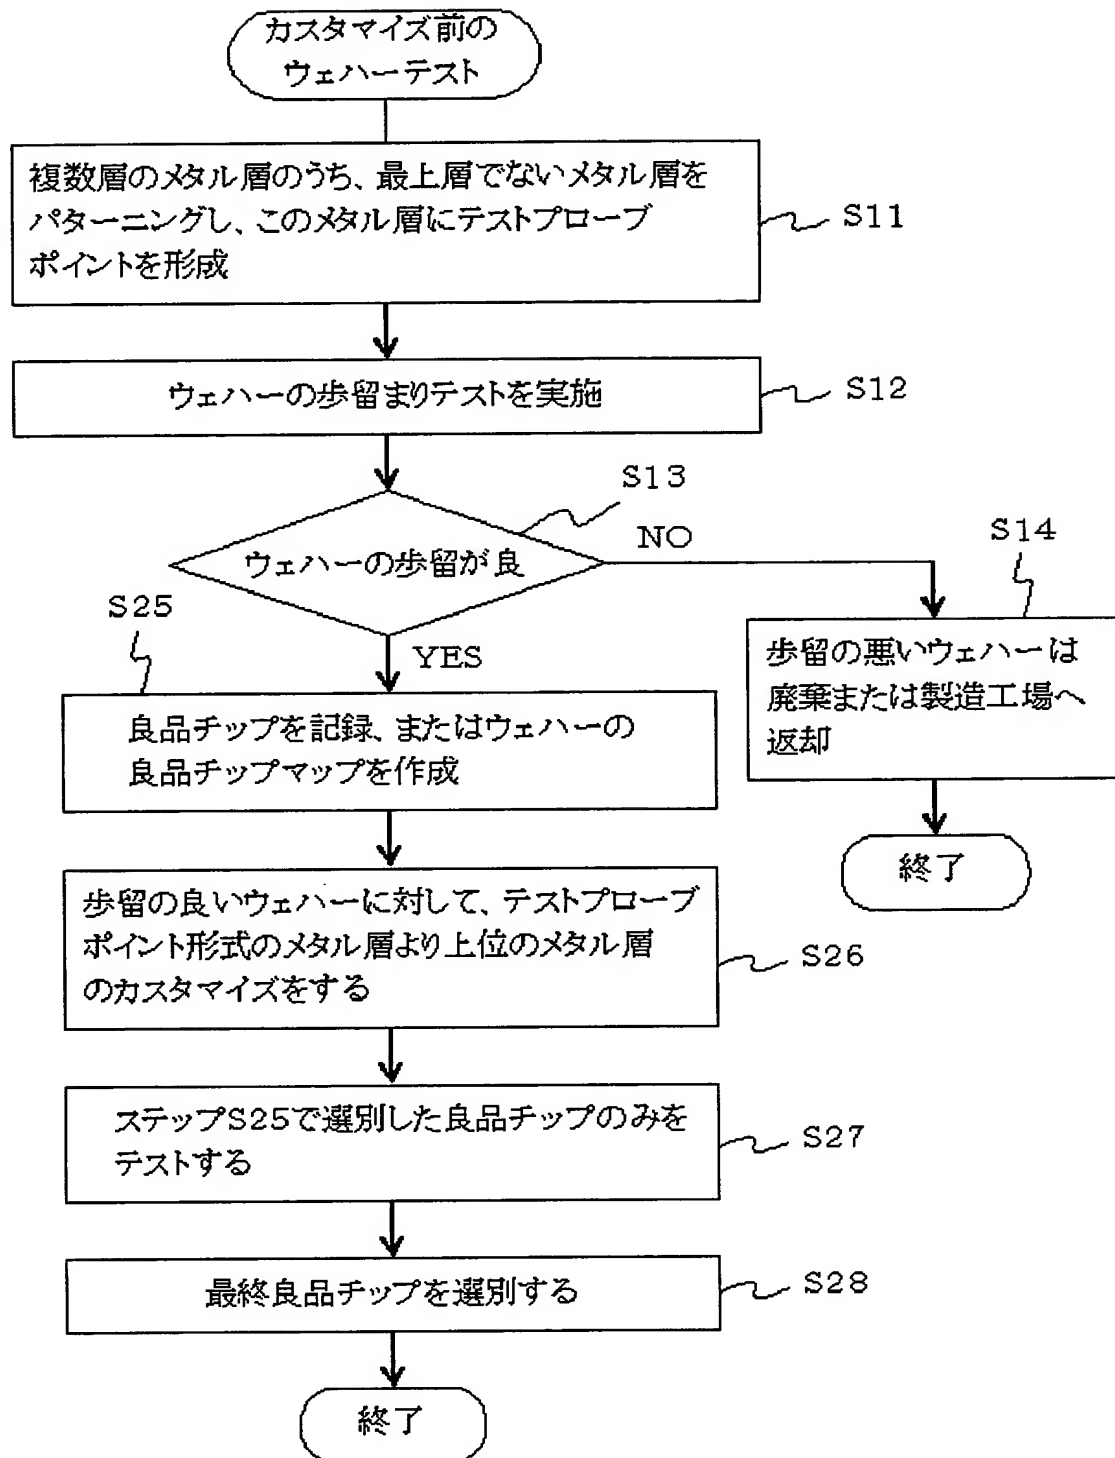 カスタマイズ前の
ウェハーテスト
複数層のメタル層のうち、最上層でないメタル層を
パターニングし、このメタル層にテストプローブ
ポイントを形成
S11
ウェハーの歩留まりテストを実施
S12
S13
ウェハーの歩留が良
NO
S14
歩留の悪いウェハーは
廃棄または製造工場へ
返却
終了
YES
S25
良品チップを記録、またはウェハーの
良品チップマップを作成
歩留の良いウェハーに対して、テストプローブ
ポイント形式のメタル層より上位のメタル層
のカスタマイズをする
S26
ステップS25で選別した良品チップのみを
テストする
S27
最終良品チップを選別する
S28
終了